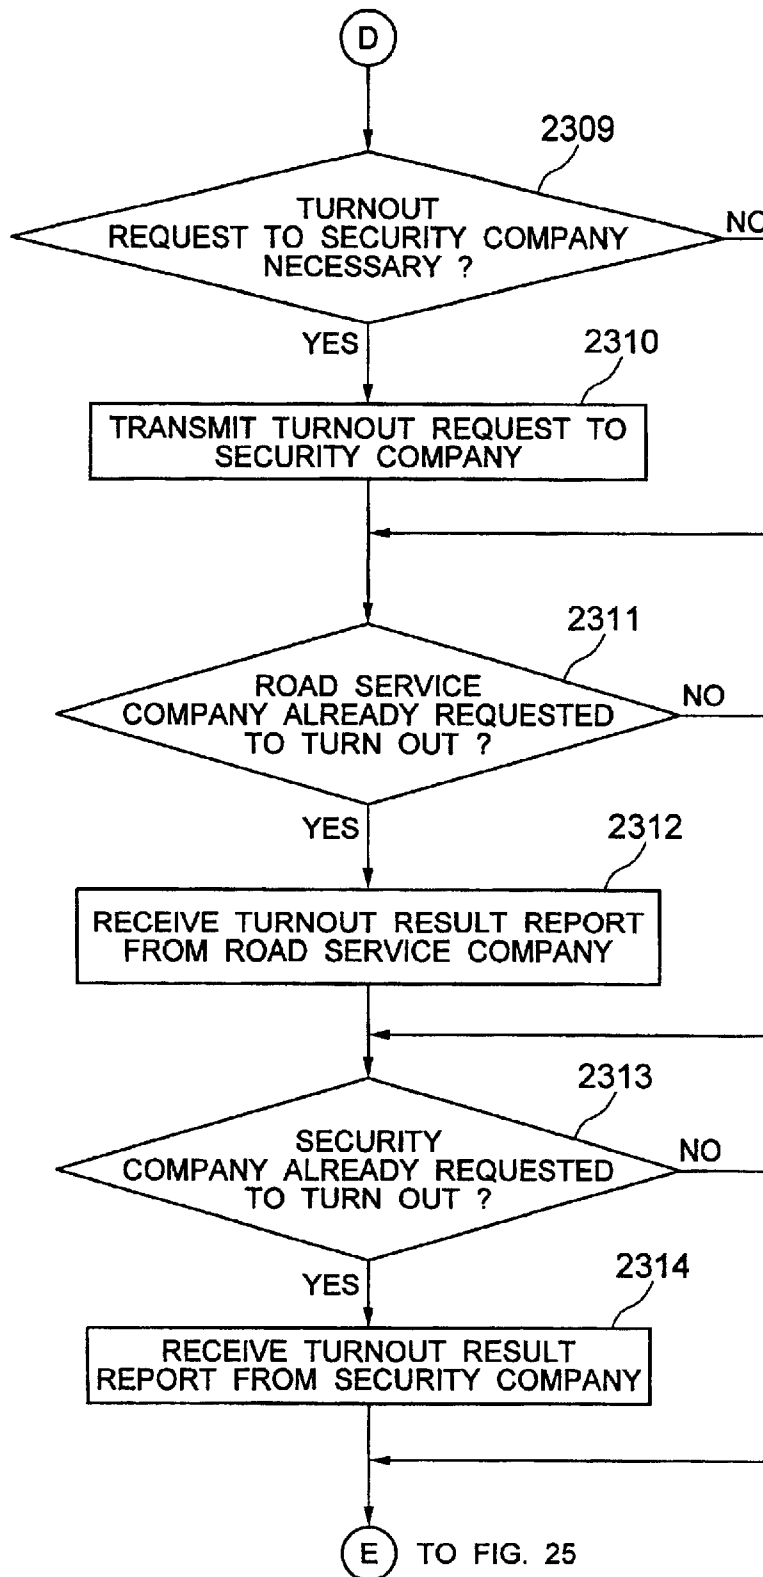 D
2309
TURNOUT
REQUEST TO SECURITY COMPANY
NECESSARY ?
NO
YES
2310
TRANSMIT TURNOUT REQUEST TO
SECURITY COMPANY
2311
ROAD SERVICE
COMPANY ALREADY REQUESTED
TO TURN OUT ?
NO
YES
2312
RECEIVE TURNOUT RESULT REPORT
FROM ROAD SERVICE COMPANY
2313
SECURITY
COMPANY ALREADY REQUESTED
TO TURN OUT ?
NO
YES
2314
RECEIVE TURNOUT RESULT
REPORT FROM SECURITY COMPANY
E TO FIG. 25